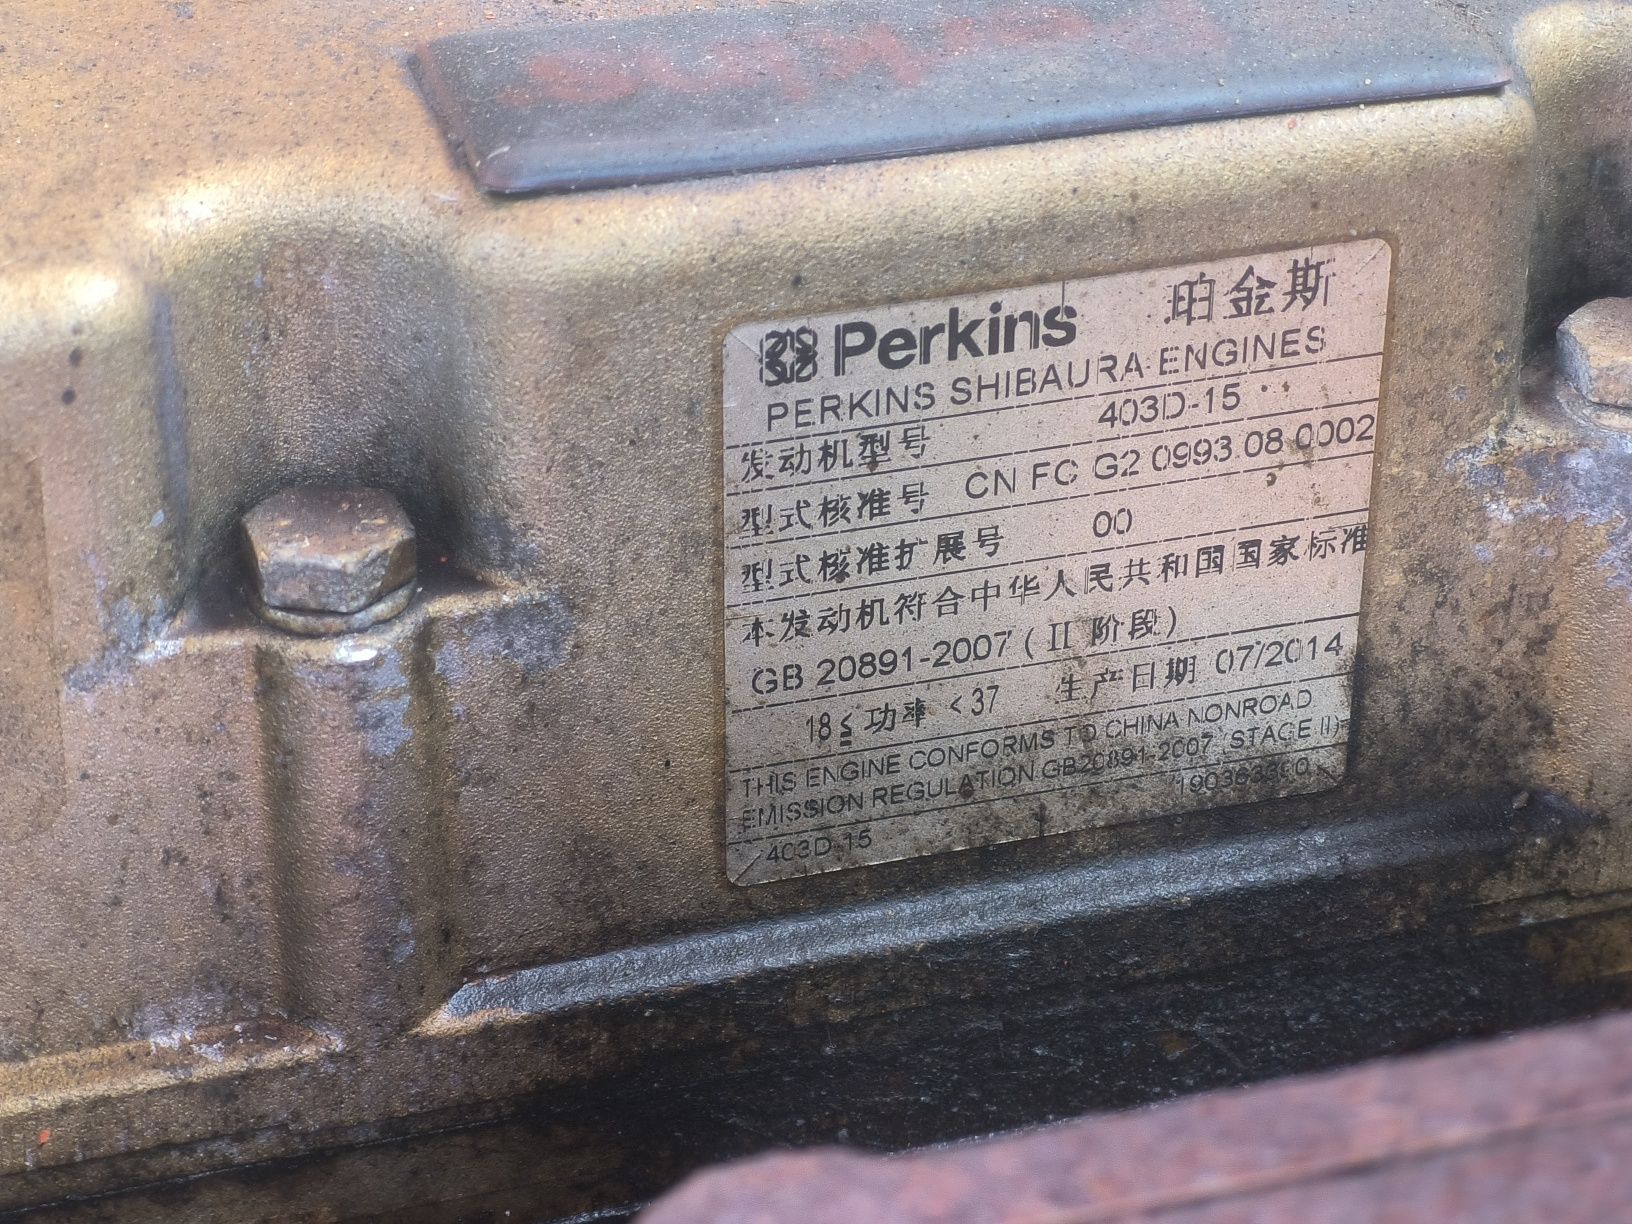 Perkins 珀金斯
PERKINS SHIBAURA ENGINES
发动机型号 403D-15
型式核准号 CN FC G2 0993 08 0002
型式核准扩展号 00
本发动机符合中华人民共和国国家标准
GB 20891-2007 (II 阶段)
18≤ 功率 <37 生产日期 07/2014
THIS ENGINE CONFORMS TO CHINA NONROAD
EMISSION REGULATION GB20891-2007 (STAGE II)
403D-15